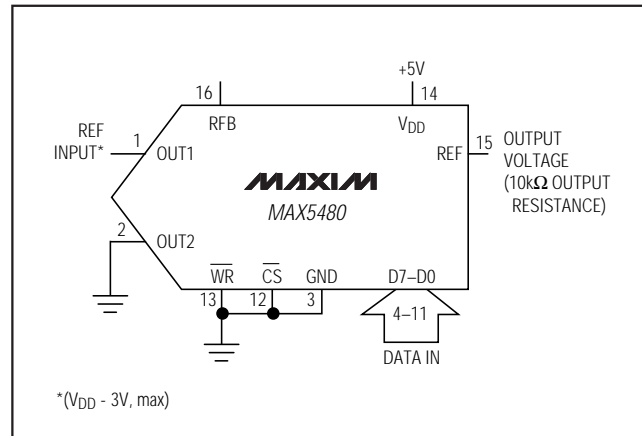 +5V
16
14
RFB
VDD
REF
INPUT*
1
OUT1
REF
15
OUTPUT
VOLTAGE
(10kΩ OUTPUT
RESISTANCE)
MAXIM
MAX5480
2
OUT2
WR
CS
GND
D7–D0
13
12
3
4–11
DATA IN
*(VDD - 3V, max)